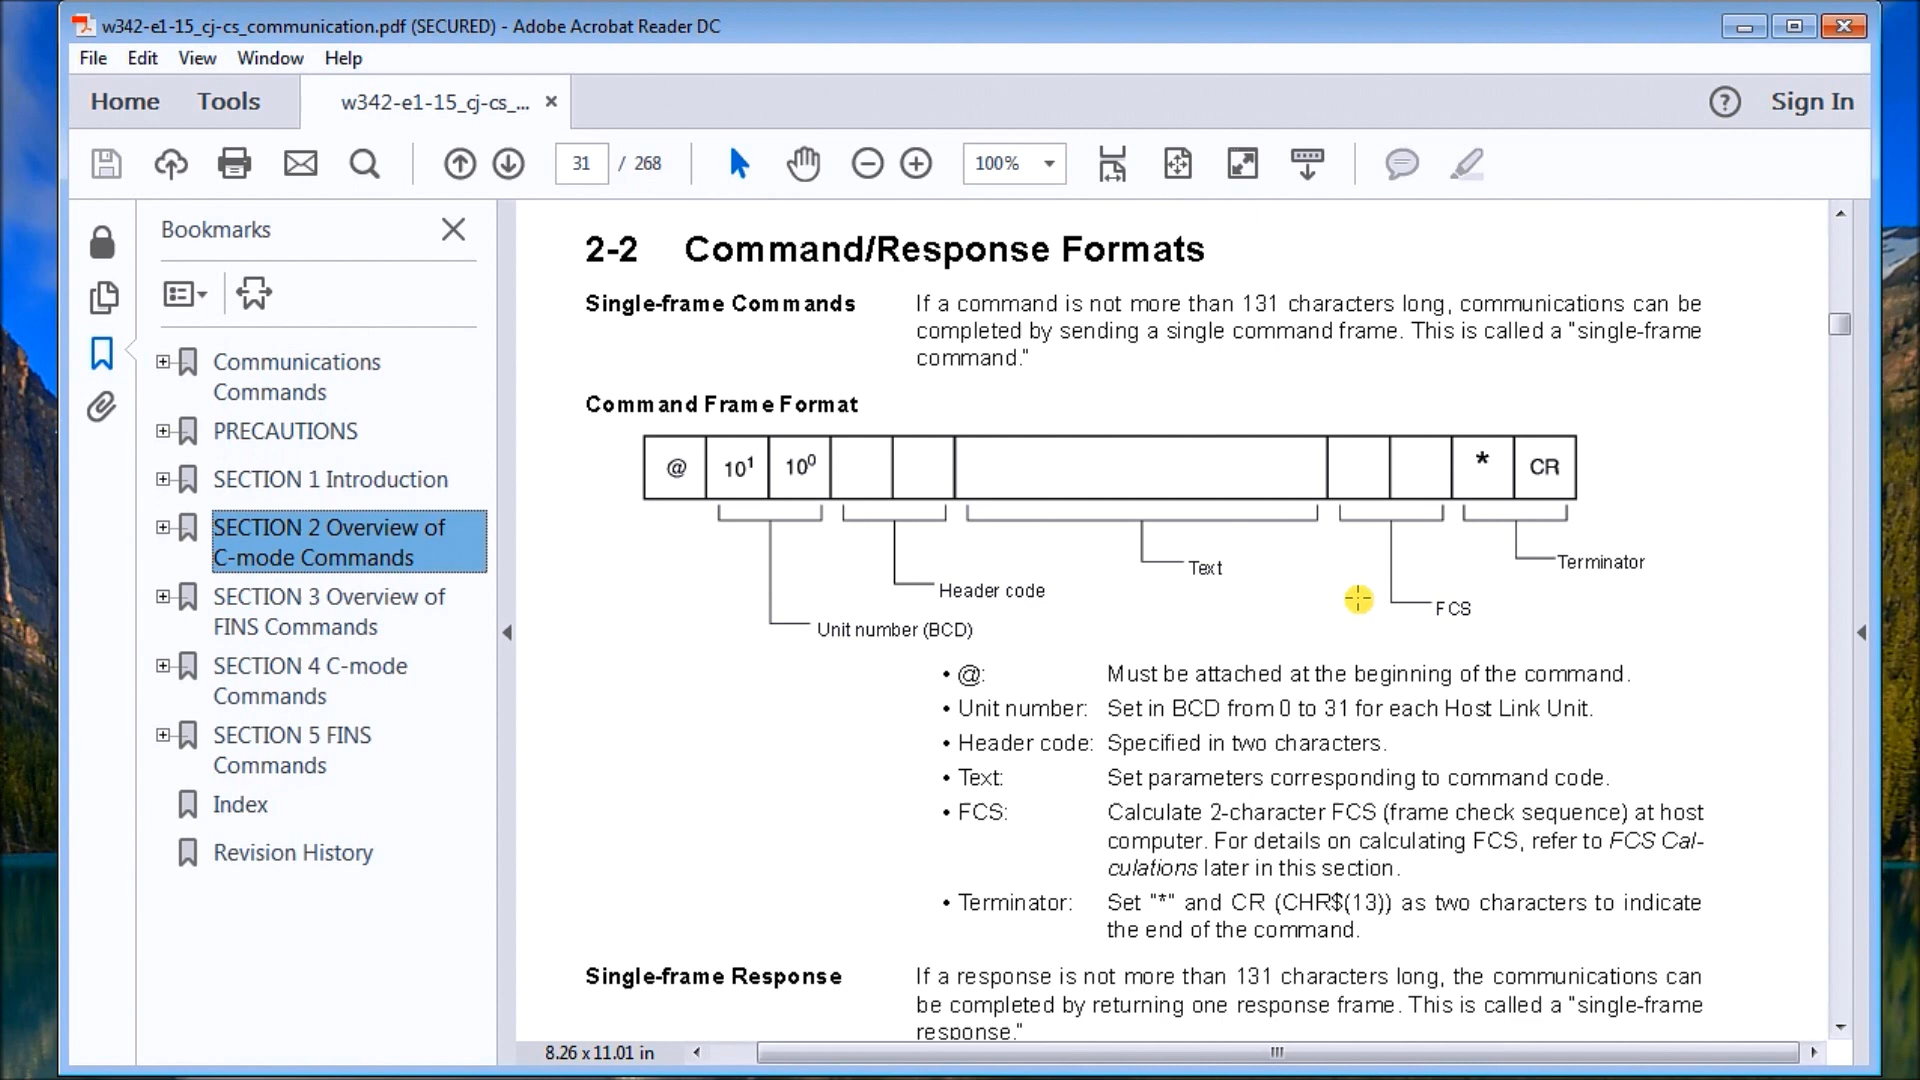 w342-e1-15_cj-cs_communication.pdf (SECURED) - Adobe Acrobat Reader DC
File Edit View Window Help
Home Tools w342-e1-15_cj-cs_... × ? Sign In
31 / 268 100%
Bookmarks
Communications
Commands
PRECAUTIONS
SECTION 1 Introduction
SECTION 2 Overview of
C-mode Commands
SECTION 3 Overview of
FINS Commands
SECTION 4 C-mode
Commands
SECTION 5 FINS
Commands
Index
Revision History
2-2 Command/Response Formats
Single-frame Commands If a command is not more than 131 characters long, communications can be
completed by sending a single command frame. This is called a "single-frame
command."
Command Frame Format
@ 10¹ 10⁰ * CR
Terminator
Text
Header code
FCS
Unit number (BCD)
• @: Must be attached at the beginning of the command.
• Unit number: Set in BCD from 0 to 31 for each Host Link Unit.
• Header code: Specified in two characters.
• Text: Set parameters corresponding to command code.
• FCS: Calculate 2-character FCS (frame check sequence) at host
computer. For details on calculating FCS, refer to FCS Cal-
culations later in this section.
• Terminator: Set "*" and CR (CHR$(13)) as two characters to indicate
the end of the command.
Single-frame Response If a response is not more than 131 characters long, the communications can
be completed by returning one response frame. This is called a "single-frame
response."
8.26 x 11.01 in